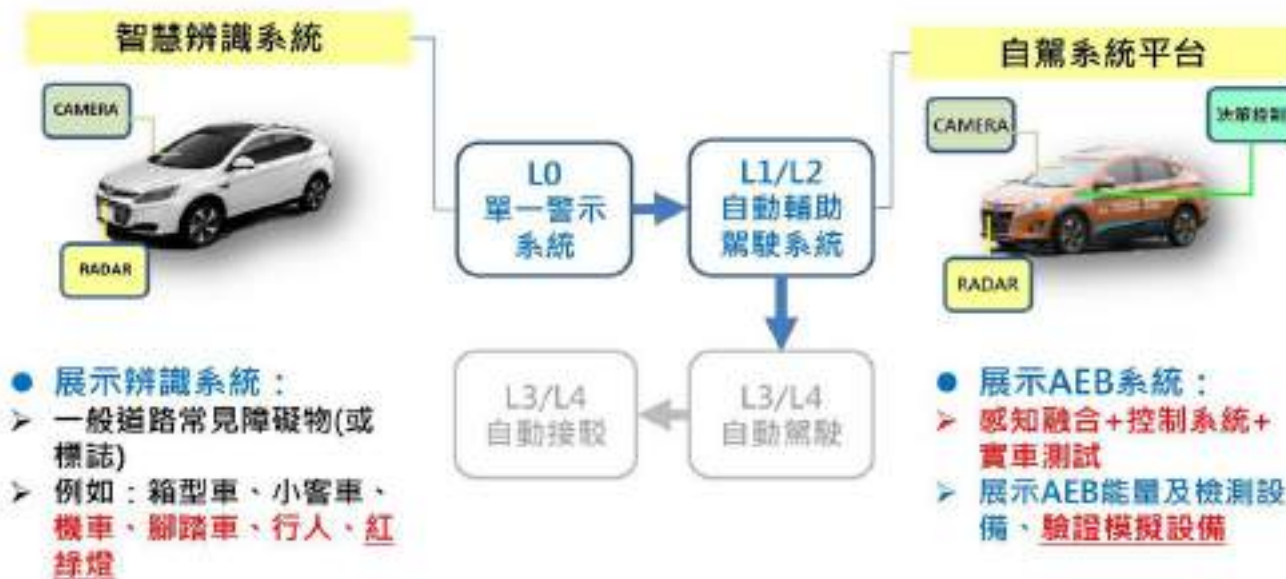 智慧辨識系統
CAMERA
RADAR
L0
單一警示
系統
L1/L2
自動輔助
駕駛系統
L3/L4
自動接駁
L3/L4
自動駕駛
自駕系統平台
CAMERA
決策控制
RADAR
● 展示辨識系統：
➢ 一般道路常見障礙物(或
標誌)
➢ 例如：箱型車、小客車、
機車、腳踏車、行人、紅
綠燈
● 展示AEB系統：
➢ 感知融合+控制系統+
實車測試
➢ 展示AEB能量及檢測設
備、驗證模擬設備